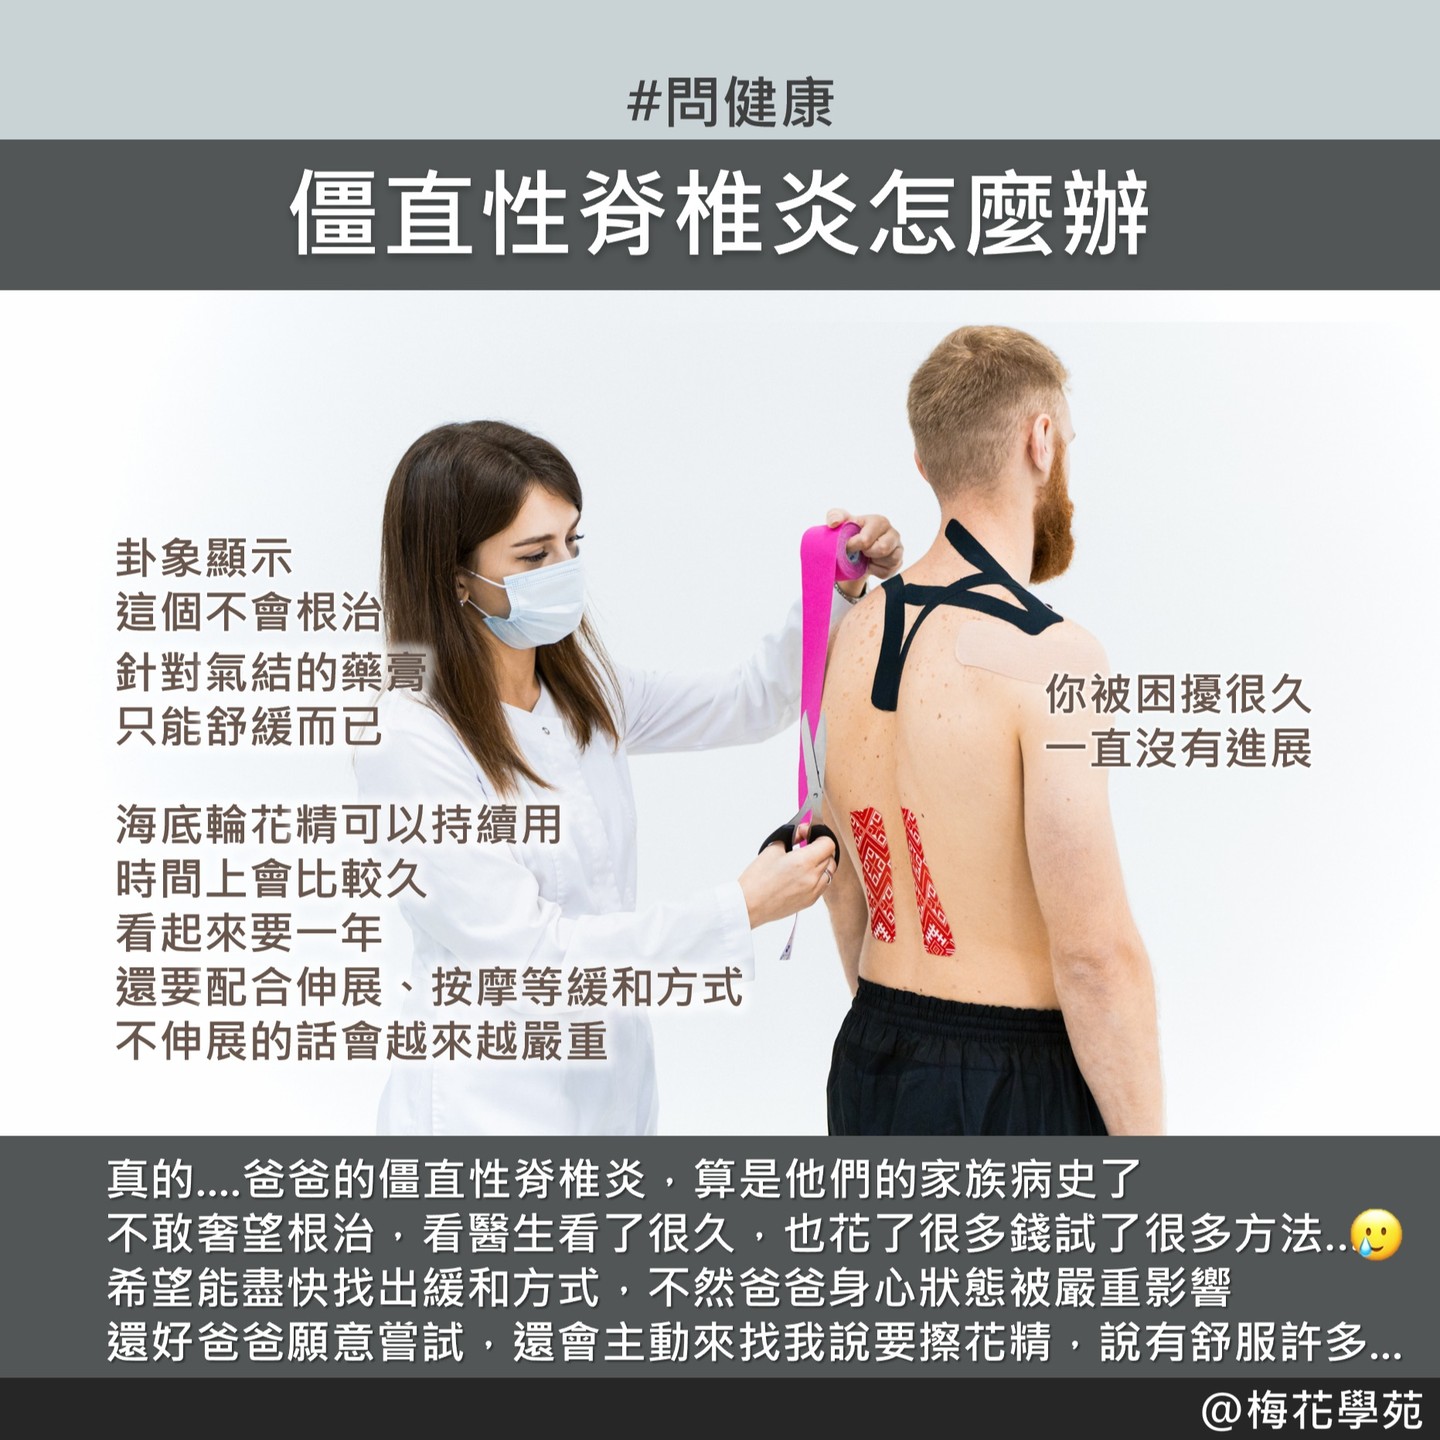 #問健康
僵直性脊椎炎怎麼辦
卦象顯示
這個不會根治
針對氣結的藥膏
只能舒緩而已
你被困擾很久
一直沒有進展
海底輪花精可以持續用
時間上會比較久
看起來要一年
還要配合伸展、按摩等緩和方式
不伸展的話會越來越嚴重
真的....爸爸的僵直性脊椎炎，算是他們的家族病史了
不敢奢望根治，看醫生看了很久，也花了很多錢試了很多方法...🥲
希望能盡快找出緩和方式，不然爸爸身心狀態被嚴重影響
還好爸爸願意嘗試，還會主動來找我說要擦花精，說有舒服許多...
@梅花學苑